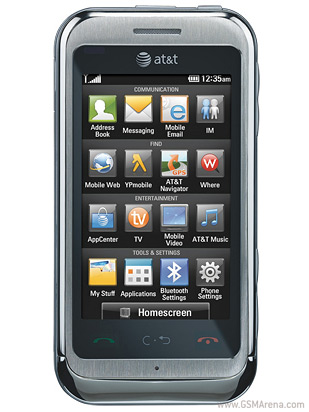 at&t
12:35am
COMMUNICATION
Address Book Messaging Mobile Email IM
FIND
Mobile Web YPmobile AT&T Navigator Where
ENTERTAINMENT
AppCenter TV Mobile Video AT&T Music
TOOLS & SETTINGS
My Stuff Applications Bluetooth Settings Phone Settings
Homescreen
www.GSMArena.com